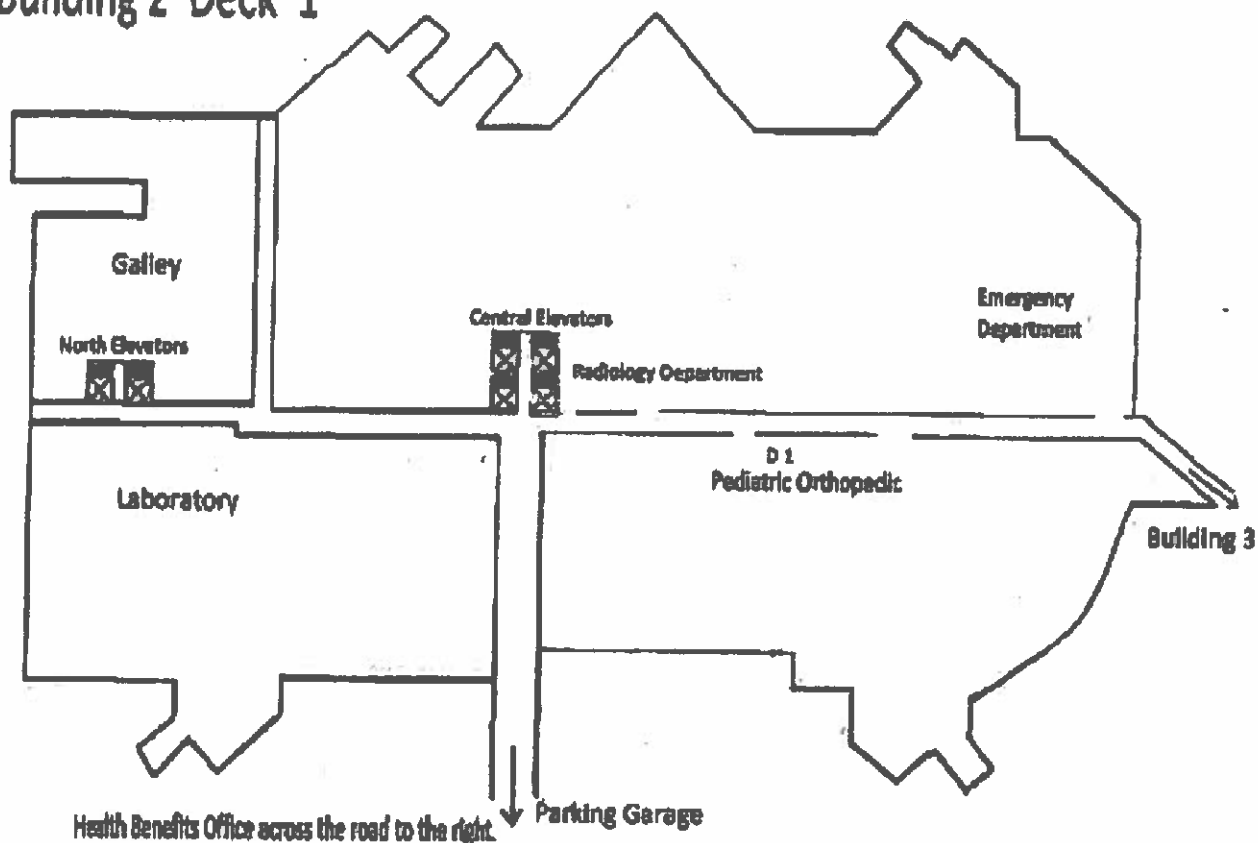 Building 2 Deck 1
Galley
North Elevators
Central Elevators
Radiology Department
Emergency
Department
D 1
Pediatric Orthopedic
Laboratory
Building 3
Parking Garage
Health Benefits Office across the road to the right.